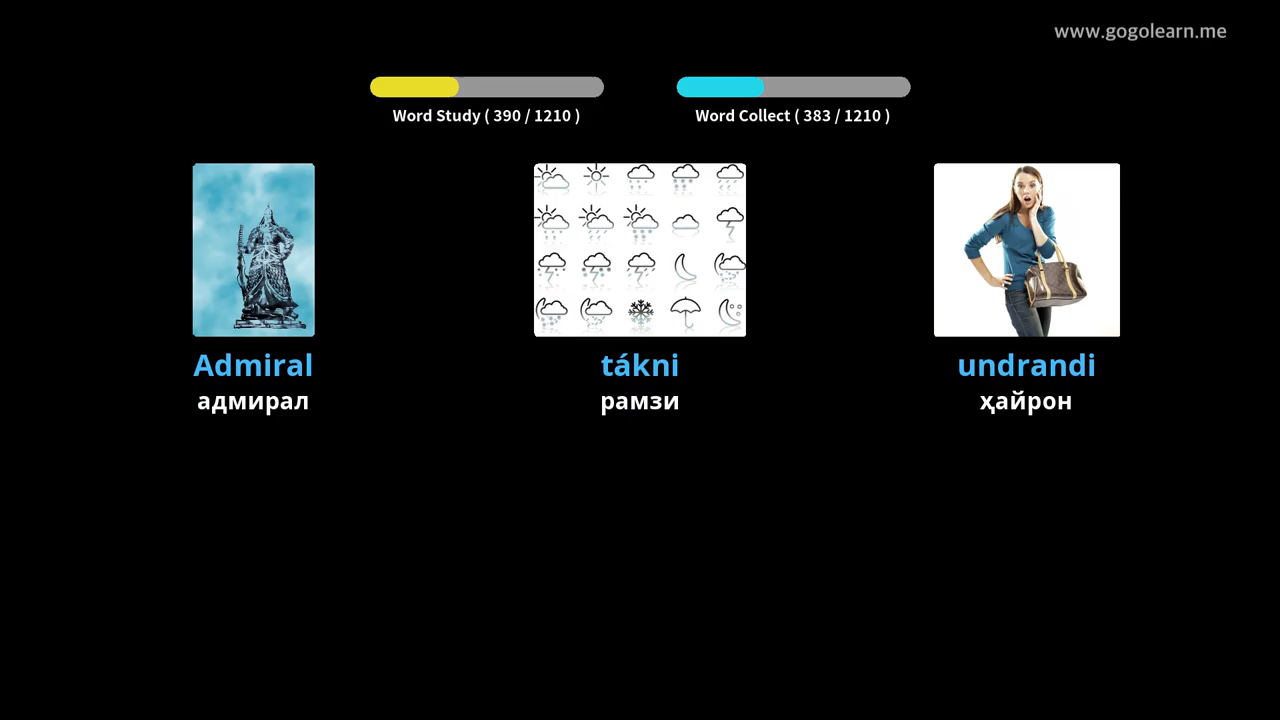 www.gogolearn.me
Word Study ( 390 / 1210 )
Word Collect ( 383 / 1210 )
Admiral
адмирал
tákni
рамзи
undrandi
ҳайрон